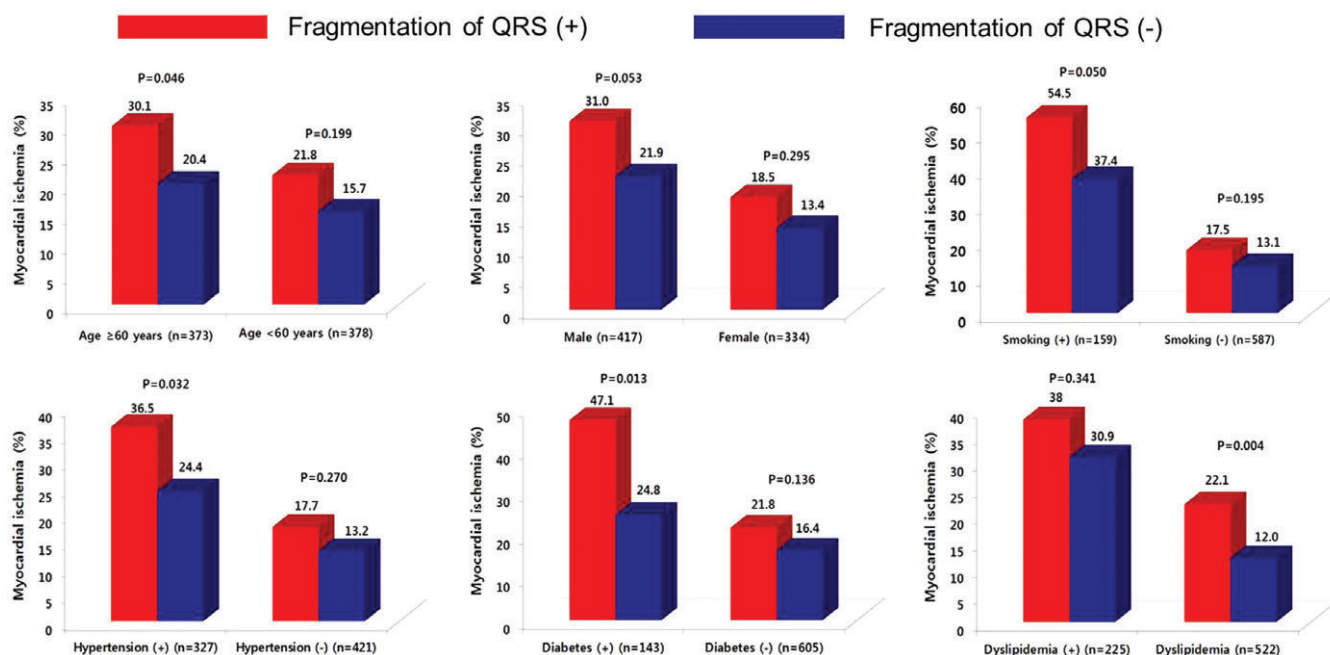 Fragmentation of QRS (+) Fragmentation of QRS (-)
P=0.046
30.1
20.4
P=0.199
21.8
15.7
Myocardial ischemia (%)
35
30
25
20
15
10
5
0
Age ≥60 years (n=373) Age <60 years (n=378)
P=0.053
31.0
21.9
P=0.295
18.5
13.4
Myocardial ischemia (%)
35
30
25
20
15
10
5
0
Male (n=417) Female (n=334)
P=0.050
54.5
37.4
P=0.195
17.5
13.1
Myocardial ischemia (%)
60
50
40
30
20
10
0
Smoking (+) (n=159) Smoking (-) (n=587)
P=0.032
36.5
24.4
P=0.270
17.7
13.2
Myocardial ischemia (%)
40
35
30
25
20
15
10
5
0
Hypertension (+) (n=327) Hypertension (-) (n=421)
P=0.013
47.1
24.8
P=0.136
21.8
16.4
Myocardial ischemia (%)
50
40
30
20
10
0
Diabetes (+) (n=143) Diabetes (-) (n=605)
P=0.341
38
30.9
P=0.004
22.1
12.0
Myocardial ischemia (%)
40
35
30
25
20
15
10
5
0
Dyslipidemia (+) (n=225) Dyslipidemia (-) (n=522)